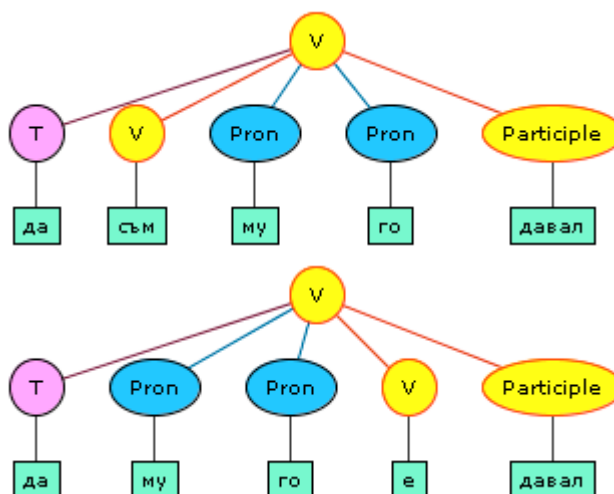 V
T V Pron Pron Participle
да съм му го давал
V
T Pron Pron V Participle
да му го е давал